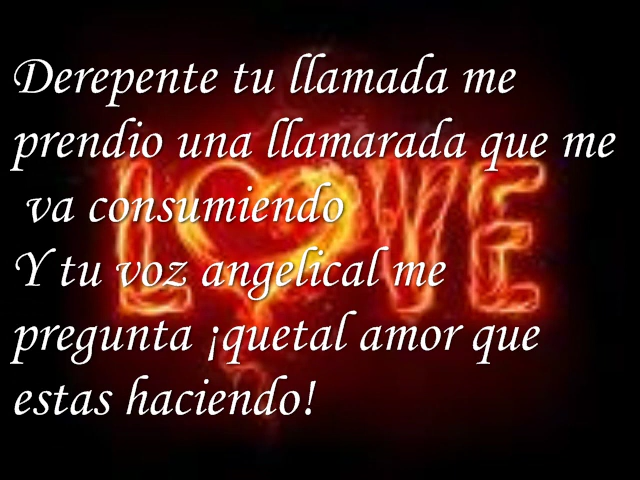 Derepente tu llamada me
prendio una llamarada que me
va consumiendo
Y tu voz angelical me
pregunta ¡quetal amor que
estas haciendo!
LOVE